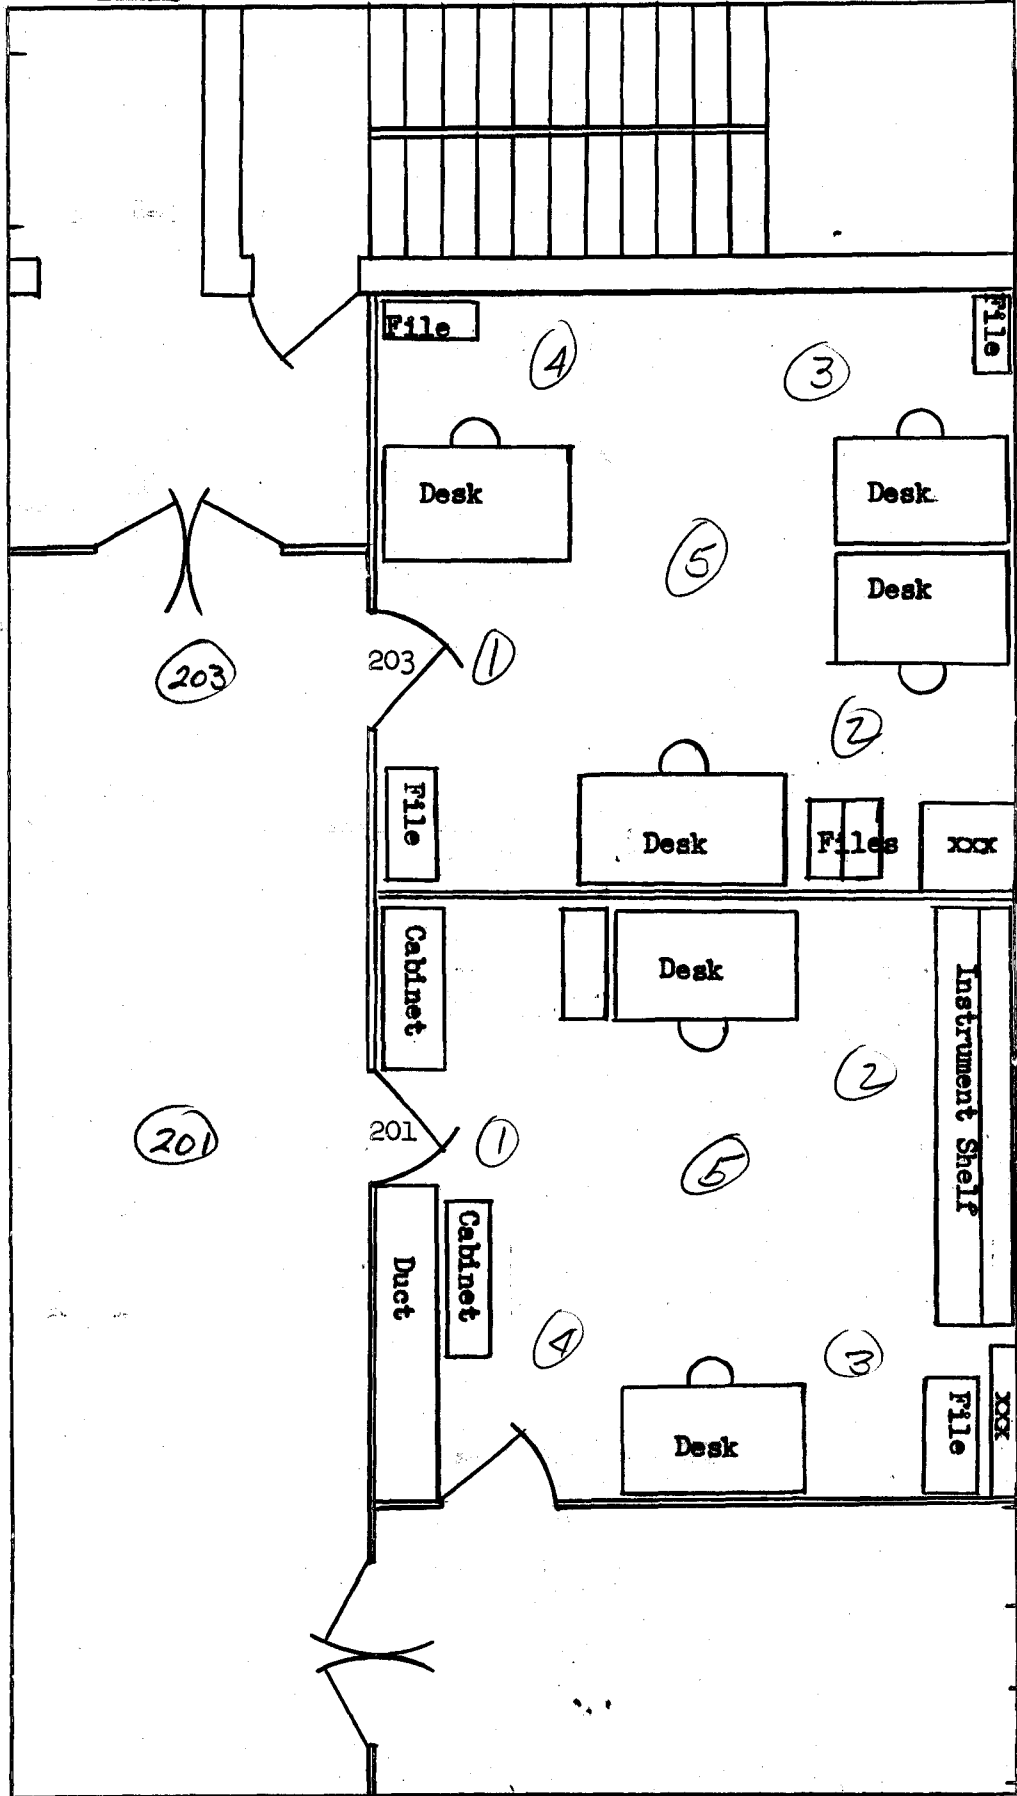 File
File
4
3
Desk
Desk
5
Desk
203
203
1
2
File
Desk
Files
xxx
Cabinet
Desk
Instrument Shelf
2
201
201
1
5
Cabinet
Duct
4
3
Desk
File
xxx